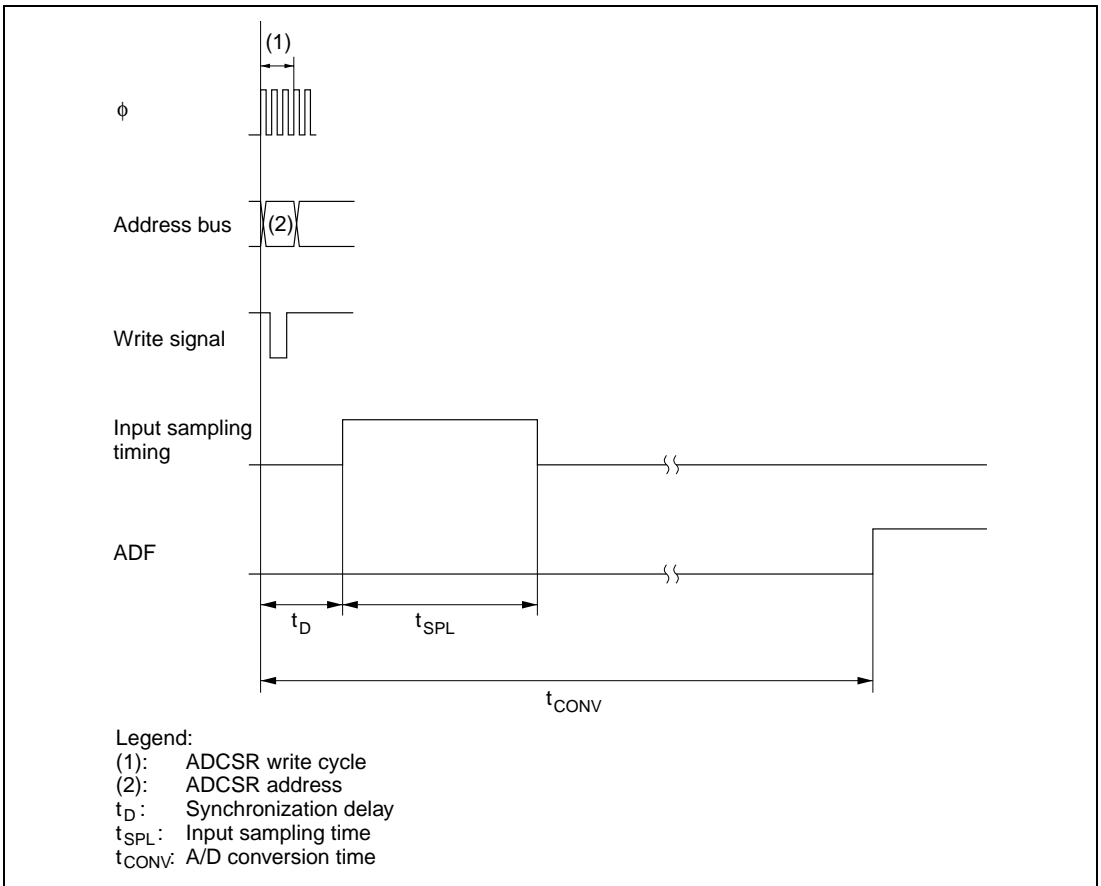 (1)
φ
Address bus
(2)
Write signal
Input sampling
timing
ADF
tD
tSPL
tCONV
Legend:
(1): ADCSR write cycle
(2): ADCSR address
tD : Synchronization delay
tSPL : Input sampling time
tCONV: A/D conversion time